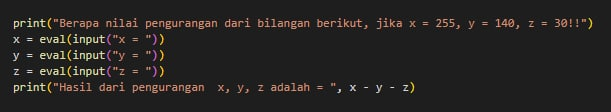 print("Berapa nilai pengurangan dari bilangan berikut, jika x = 255, y = 140, z = 30!!")
x = eval(input("x = "))
y = eval(input("y = "))
z = eval(input("z = "))
print("Hasil dari pengurangan  x, y, z adalah = ", x - y - z)